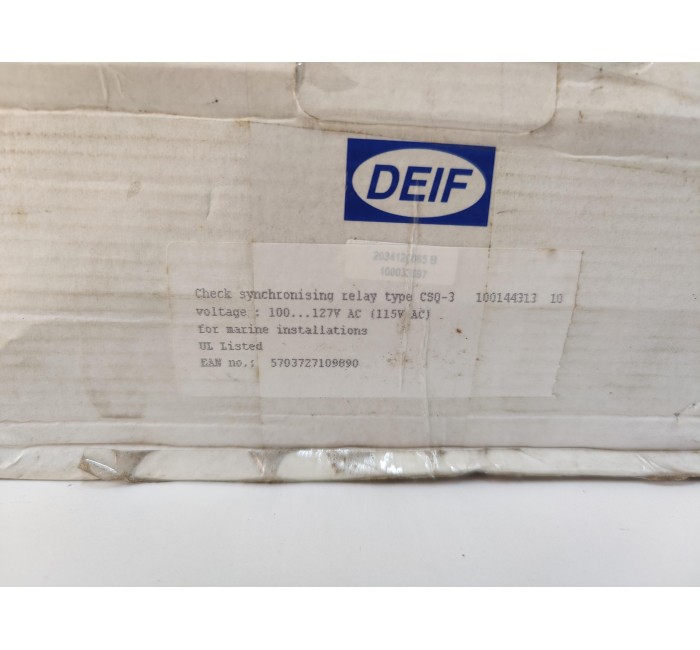 DEIF
Check synchronising relay type CSQ-3 100144313 10
voltage : 100...127V AC (115V AC)
for marine installations
UL Listed
EAN no.: 5703727109890